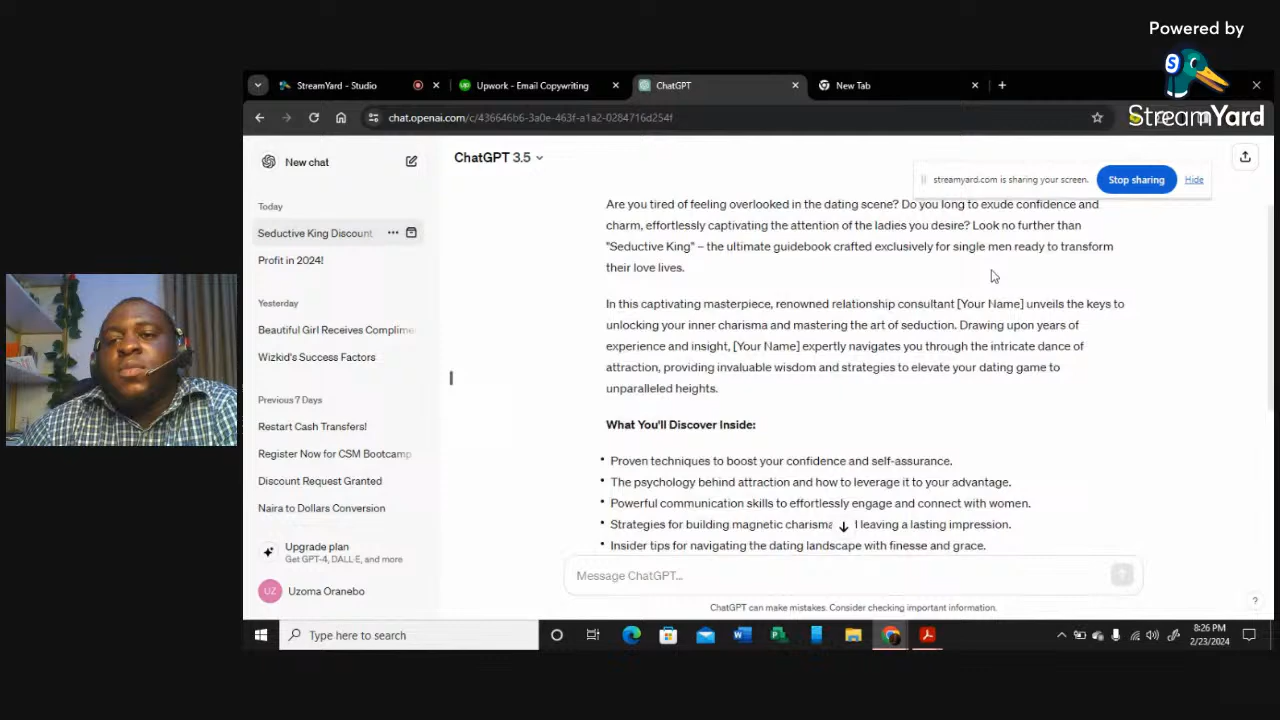 Powered by
StreamYard
StreamYard - Studio
Upwork - Email Copywriting
ChatGPT
New Tab
chat.openai.com/c/436646b6-3a0e-463f-a1a2-0284716d254f
New chat
ChatGPT 3.5
streamyard.com is sharing your screen.
Stop sharing
Hide
Today
Seductive King Discount
Profit in 2024!
Yesterday
Beautiful Girl Receives Complime
Wizkid's Success Factors
Previous 7 Days
Restart Cash Transfers!
Register Now for CSM Bootcamp
Discount Request Granted
Naira to Dollars Conversion
Upgrade plan
Get GPT-4, DALL·E, and more
UZ
Uzoma Oranebo
Are you tired of feeling overlooked in the dating scene? Do you long to exude confidence and
charm, effortlessly captivating the attention of the ladies you desire? Look no further than
"Seductive King" – the ultimate guidebook crafted exclusively for single men ready to transform
their love lives.
In this captivating masterpiece, renowned relationship consultant [Your Name] unveils the keys to
unlocking your inner charisma and mastering the art of seduction. Drawing upon years of
experience and insight, [Your Name] expertly navigates you through the intricate dance of
attraction, providing invaluable wisdom and strategies to elevate your dating game to
unparalleled heights.
What You'll Discover Inside:
• Proven techniques to boost your confidence and self-assurance.
• The psychology behind attraction and how to leverage it to your advantage.
• Powerful communication skills to effortlessly engage and connect with women.
• Strategies for building magnetic charisma leaving a lasting impression.
• Insider tips for navigating the dating landscape with finesse and grace.
Message ChatGPT...
ChatGPT can make mistakes. Consider checking important information.
?
Type here to search
8:26 PM
2/23/2024